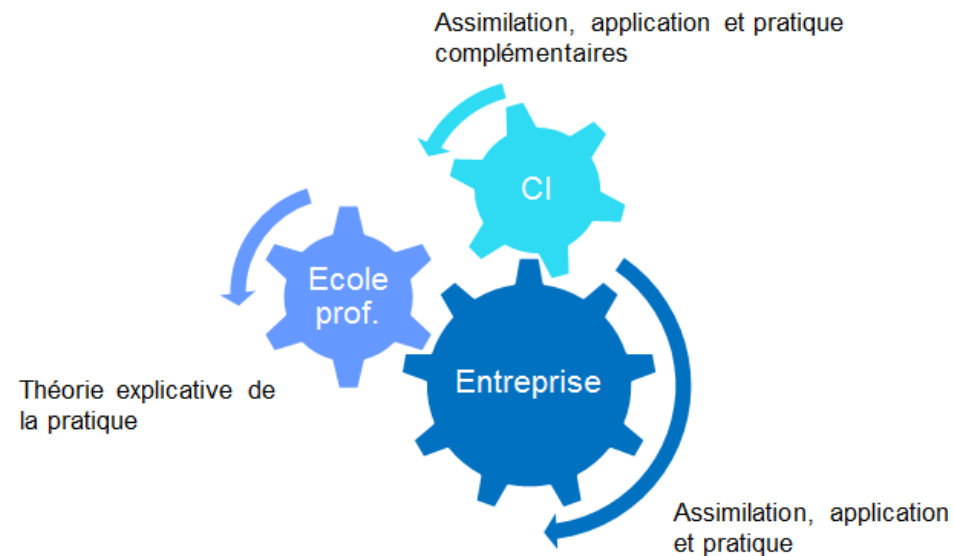 Assimilation, application et pratique
complémentaires
CI
Ecole
prof.
Entreprise
Théorie explicative de
la pratique
Assimilation, application
et pratique